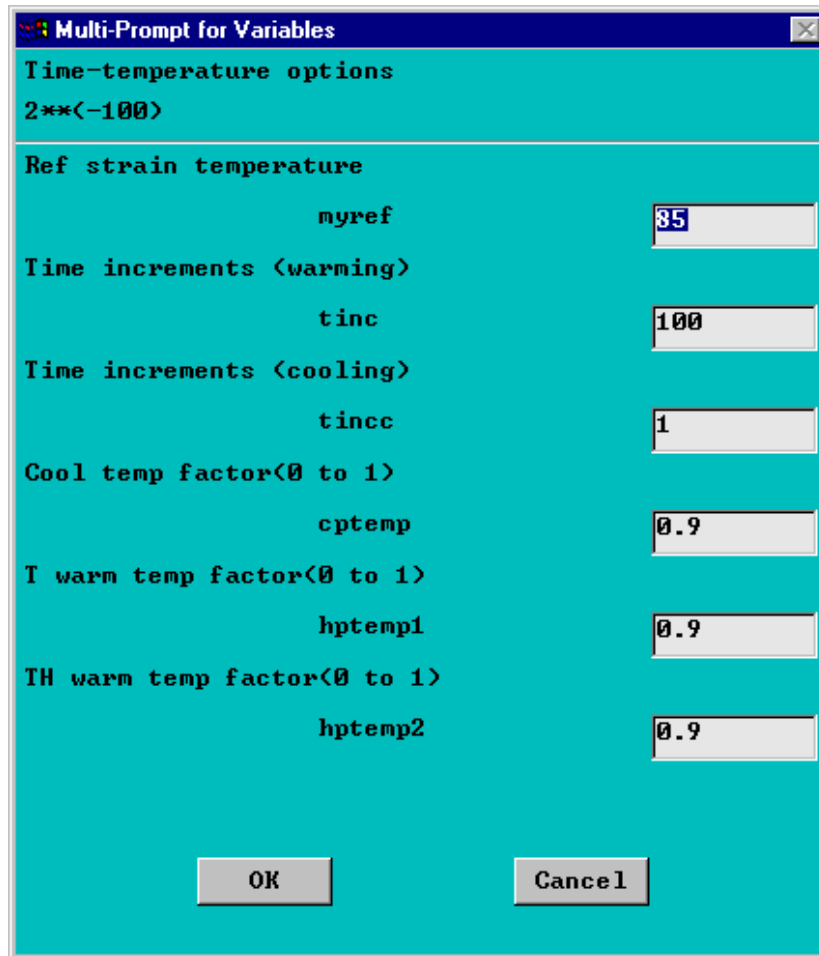 Multi-Prompt for Variables
Time-temperature options
2**(-100)
Ref strain temperature
myref 85
Time increments (warming)
tinc 100
Time increments (cooling)
tincc 1
Cool temp factor(0 to 1)
cptemp 0.9
T warm temp factor(0 to 1)
hptemp1 0.9
TH warm temp factor(0 to 1)
hptemp2 0.9
OK Cancel